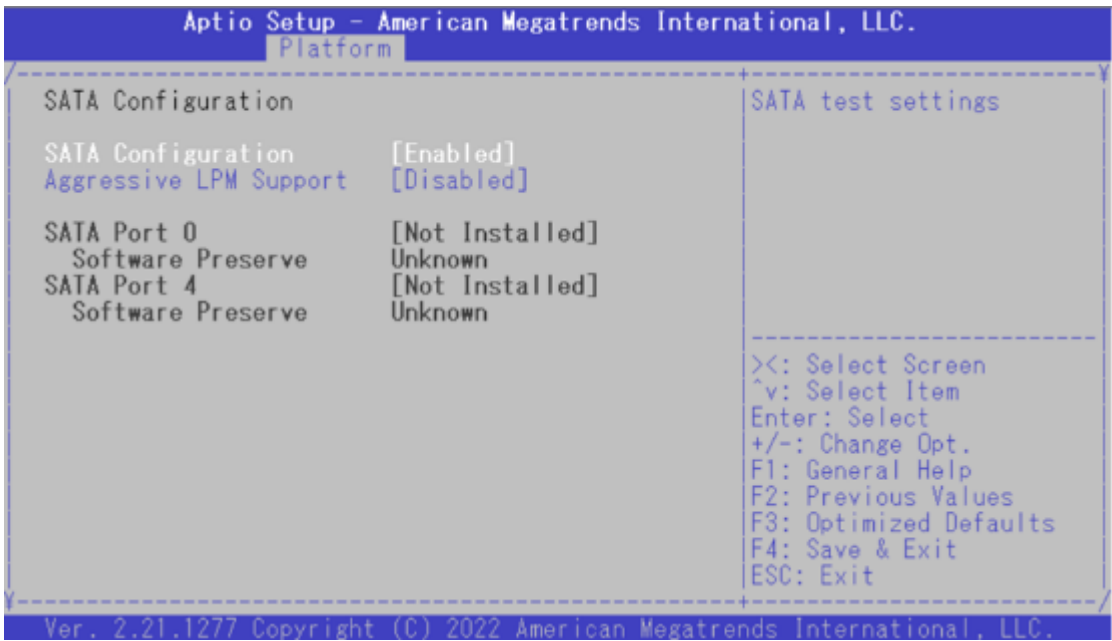 Aptio Setup - American Megatrends International, LLC.
Platform
SATA Configuration
SATA Configuration [Enabled]
Aggressive LPM Support [Disabled]
SATA Port 0 [Not Installed]
Software Preserve Unknown
SATA Port 4 [Not Installed]
Software Preserve Unknown
SATA test settings
><: Select Screen
^v: Select Item
Enter: Select
+/-: Change Opt.
F1: General Help
F2: Previous Values
F3: Optimized Defaults
F4: Save & Exit
ESC: Exit
Ver. 2.21.1277 Copyright (C) 2022 American Megatrends International, LLC